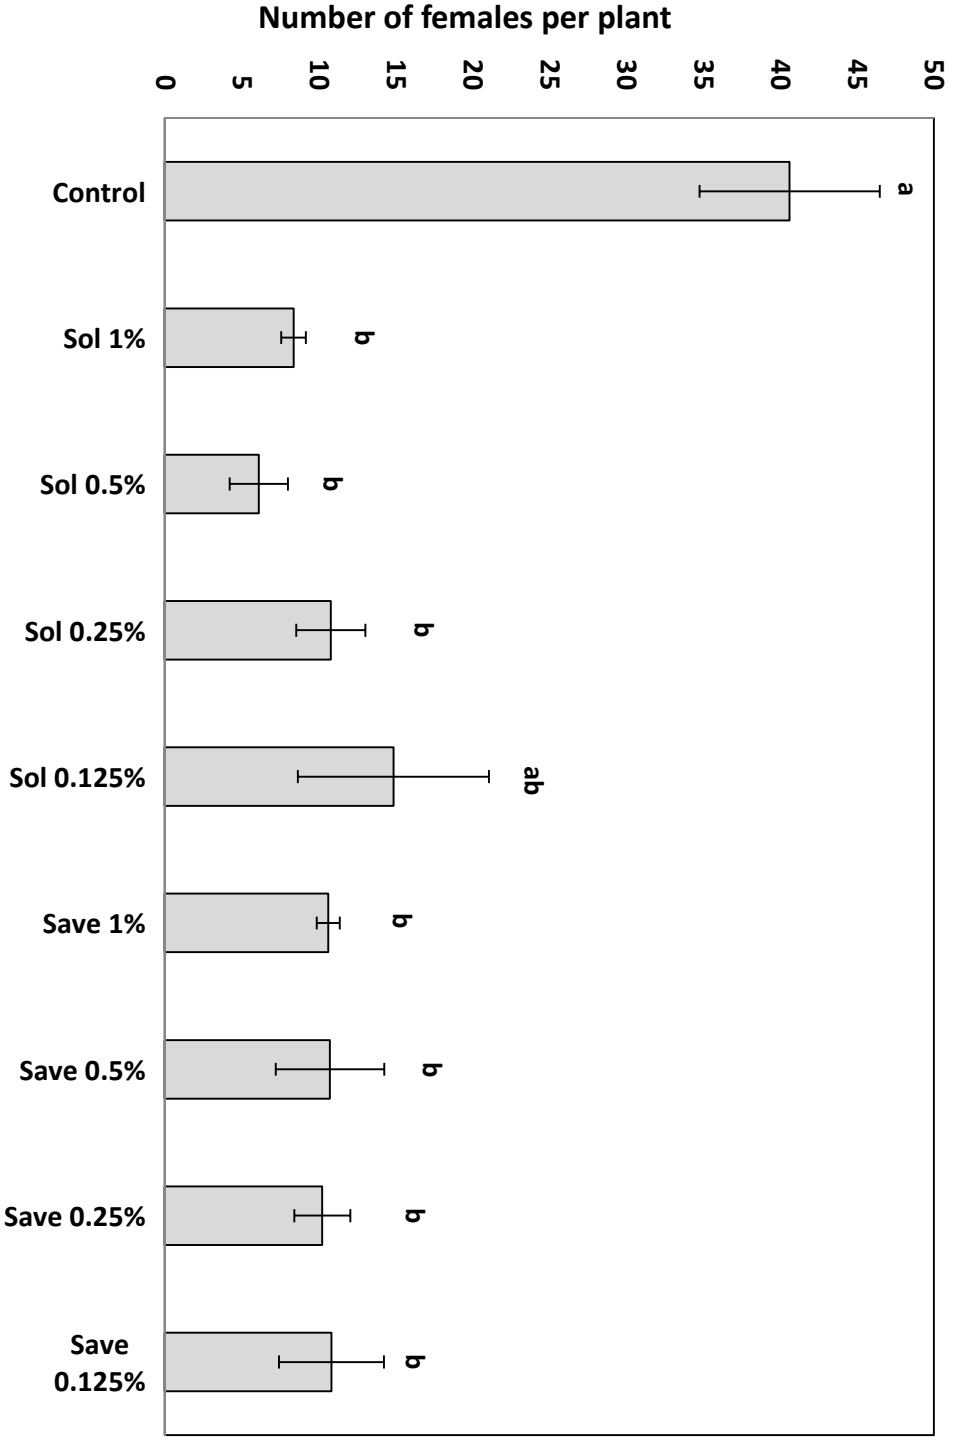 Number of females per plant
0
5
10
15
20
25
30
35
40
45
50
Control
a
Sol 1%
b
Sol 0.5%
b
Sol 0.25%
b
Sol 0.125%
ab
Save 1%
b
Save 0.5%
b
Save 0.25%
b
Save
0.125%
b